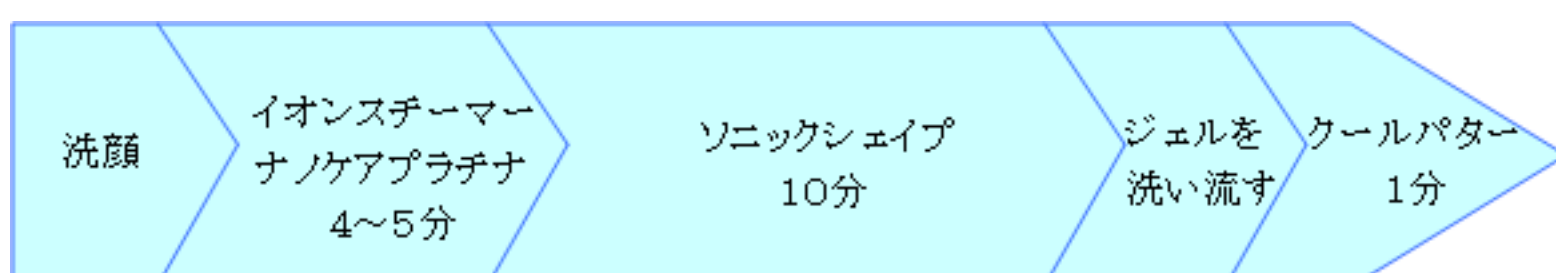 洗顔
イオンスチーマー
ナノケアプラチナ
4～5分
ソニックシェイプ
10分
ジェルを
洗い流す
クールパター
1分